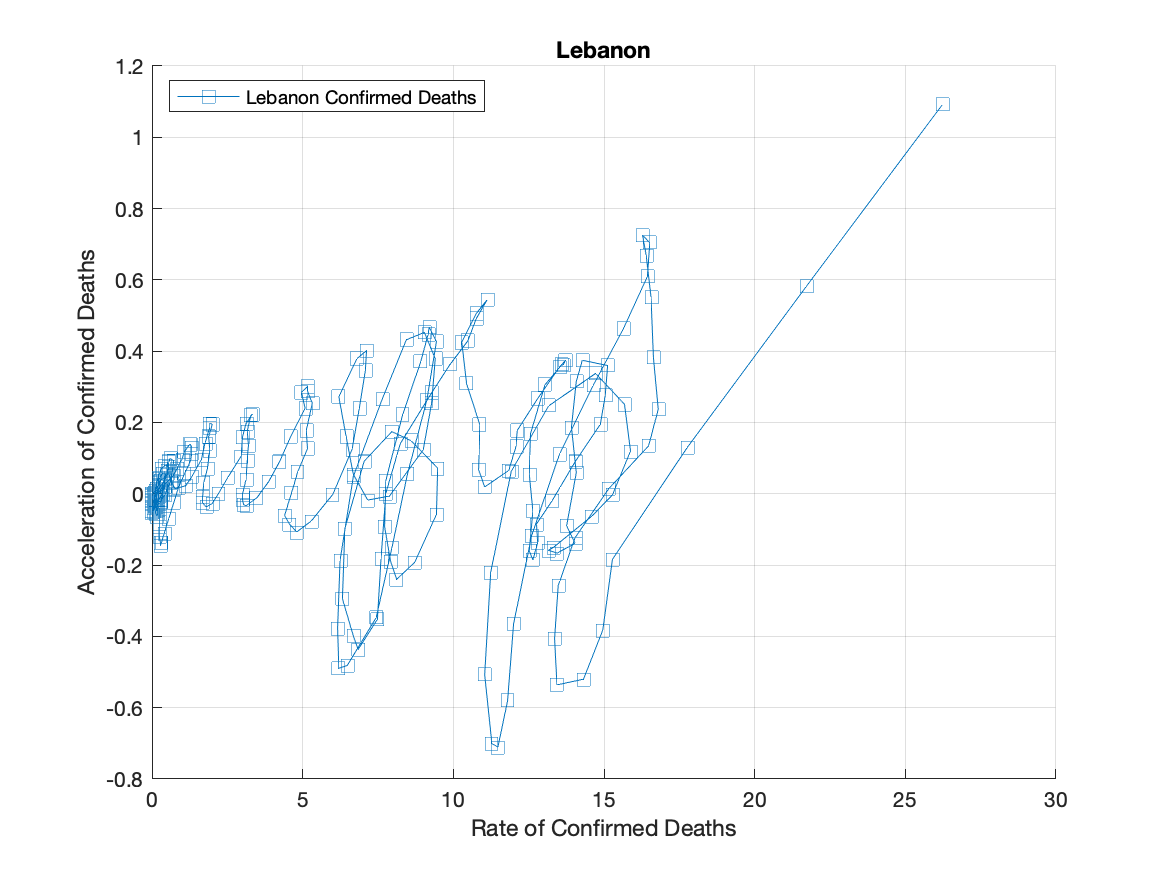 Lebanon
Lebanon Confirmed Deaths
1.2
1
0.8
0.6
0.4
0.2
0
-0.2
-0.4
-0.6
-0.8
Acceleration of Confirmed Deaths
0 5 10 15 20 25 30
Rate of Confirmed Deaths